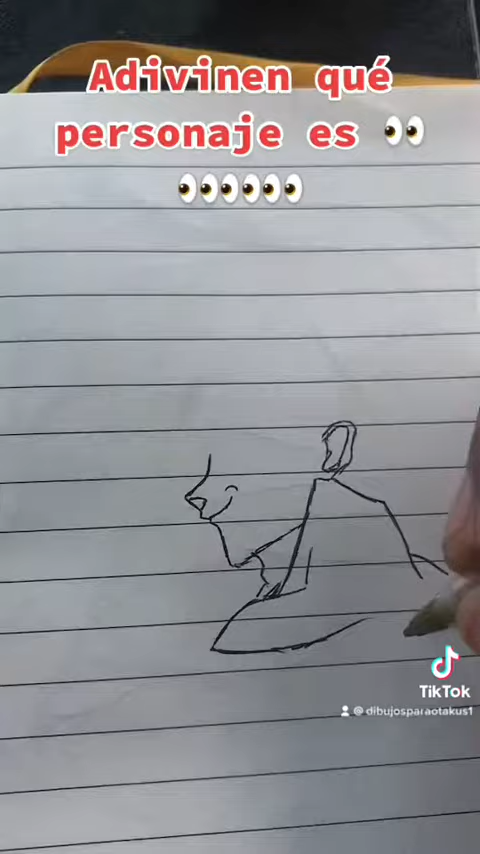 Adivinen qué
personaje es 👀
👀👀👀
TikTok
@dibujosparaotakus1